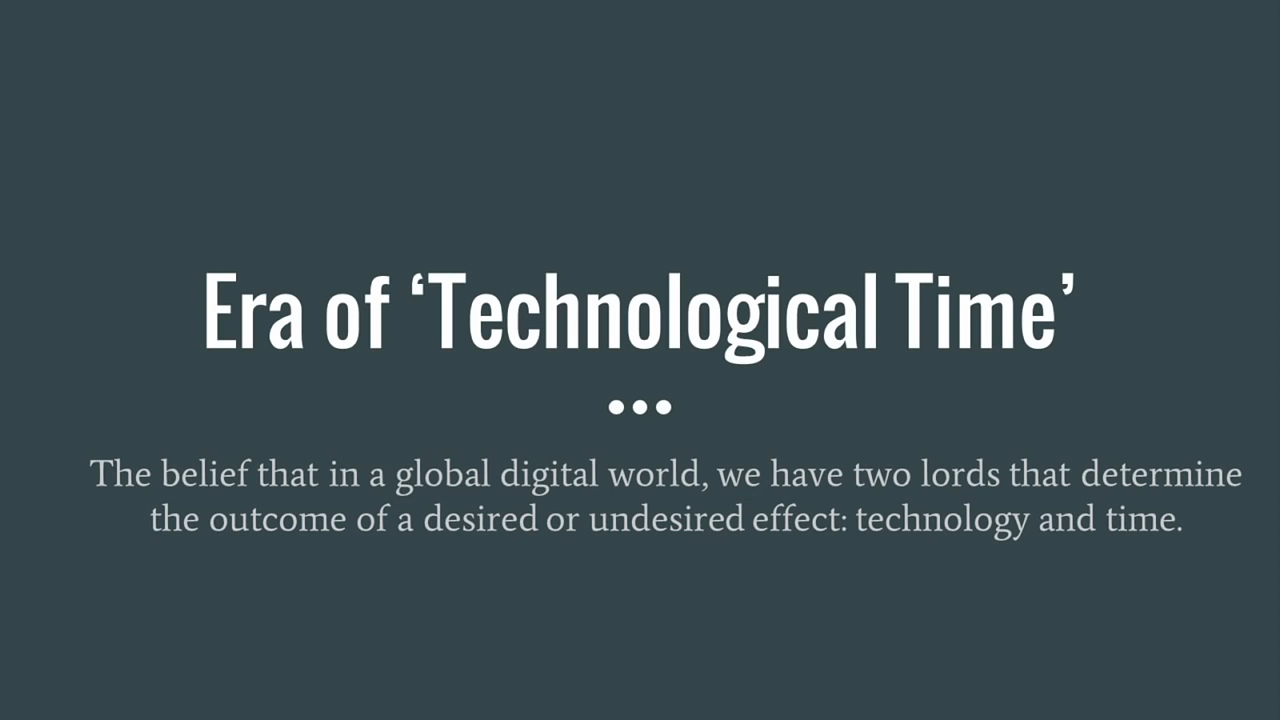 Era of ‘Technological Time’
The belief that in a global digital world, we have two lords that determine
the outcome of a desired or undesired effect: technology and time.